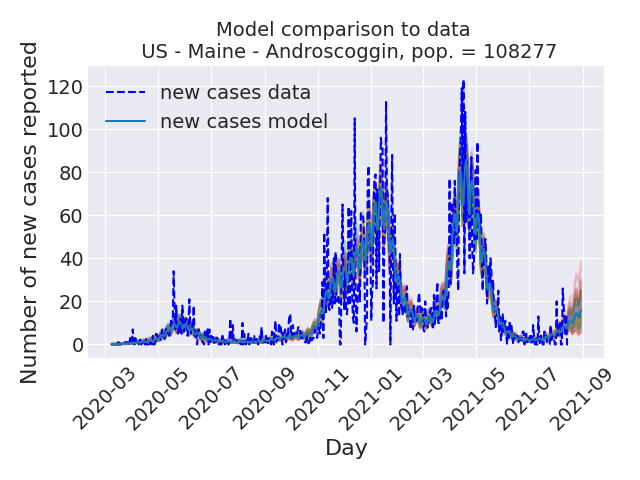 Model comparison to data
US - Maine - Androscoggin, pop. = 108277
Number of new cases reported
120
100
80
60
40
20
0
new cases data
new cases model
2020-03
2020-05
2020-07
2020-09
2020-11
2021-01
2021-03
2021-05
2021-07
2021-09
Day